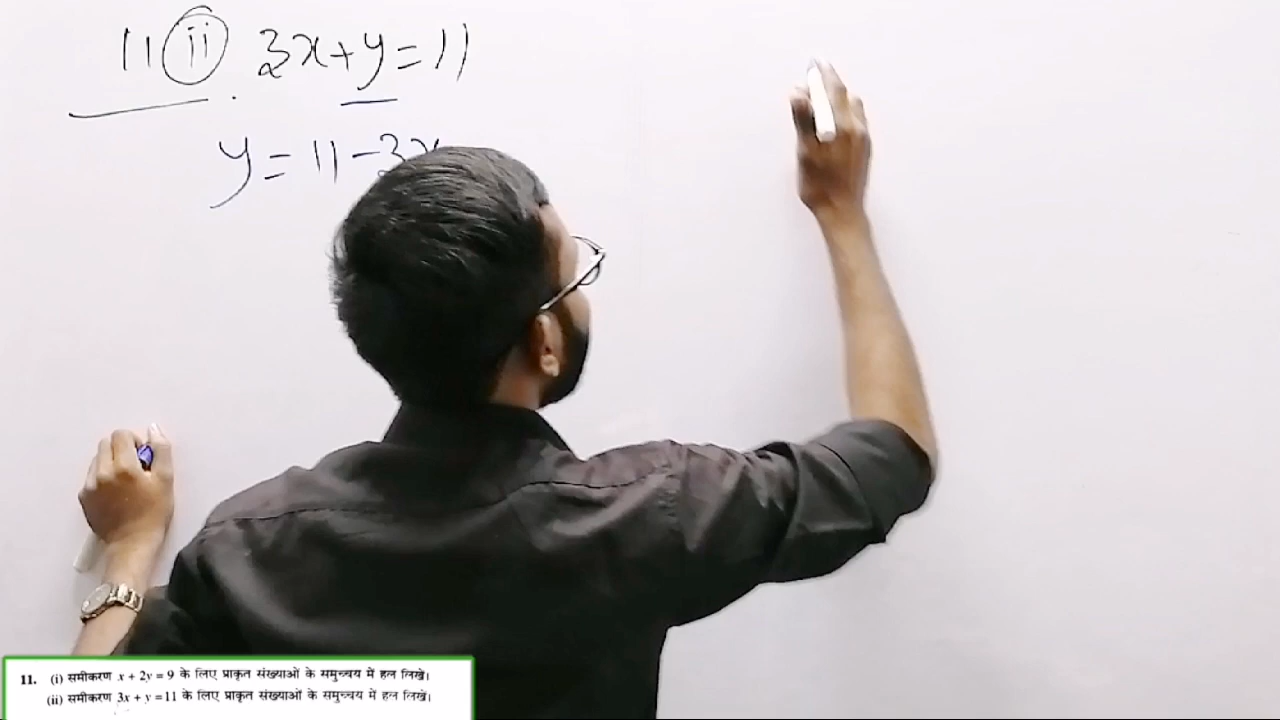 11 (ii) 3x+y=11
y=11-3x
11. (i) समीकरण x + 2y = 9 के लिए प्राकृत संख्याओं के समुच्चय में हल लिखें।
(ii) समीकरण 3x + y = 11 के लिए प्राकृत संख्याओं के समुच्चय में हल लिखें।